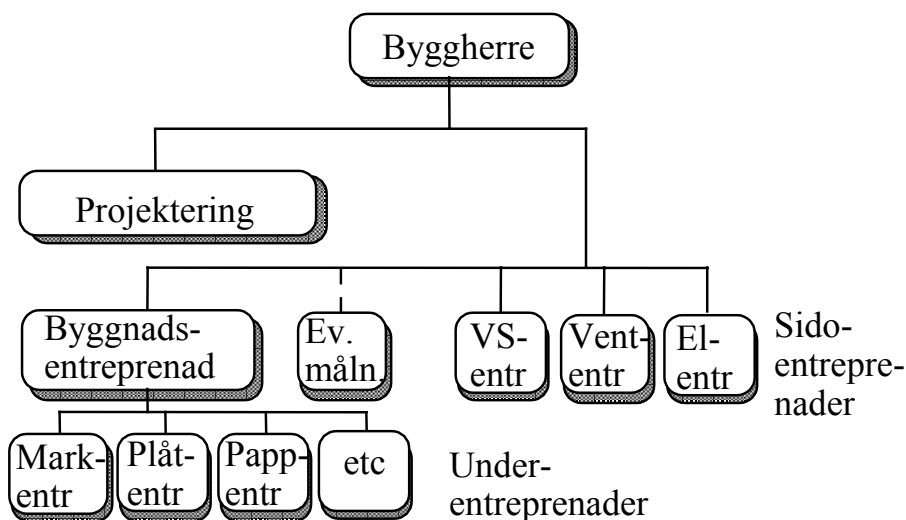 Byggherre
Projektering
Byggnads-
entreprenad
Ev.
måln.
VS-
entr
Vent-
entr
El-
entr
Sido-
entrepre-
nader
Mark-
entr
Plåt-
entr
Papp-
entr
etc
Under-
entreprenader